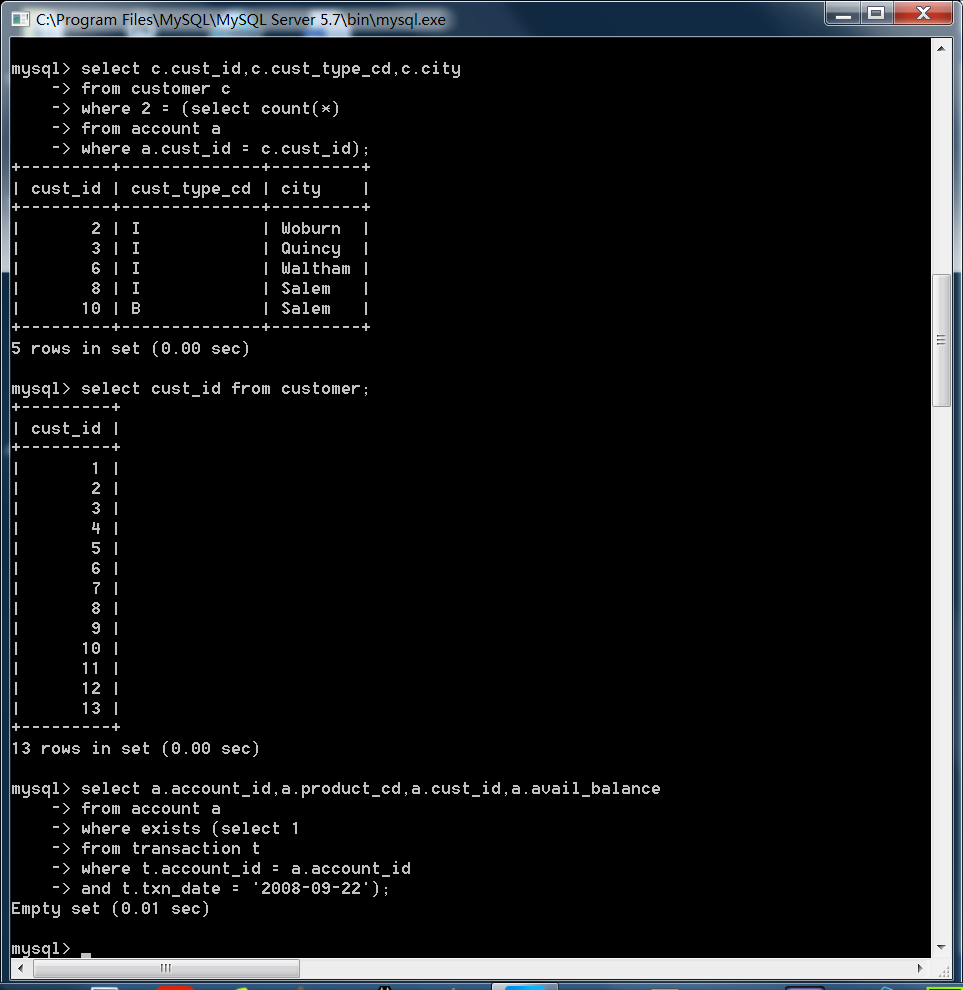 C:\Program Files\MySQL\MySQL Server 5.7\bin\mysql.exe
mysql> select c.cust_id,c.cust_type_cd,c.city
    -> from customer c
    -> where 2 = (select count(*)
    -> from account a
    -> where a.cust_id = c.cust_id);
+---------+--------------+---------+
| cust_id | cust_type_cd | city    |
+---------+--------------+---------+
|       2 | I            | Woburn  |
|       3 | I            | Quincy  |
|       6 | I            | Waltham |
|       8 | I            | Salem   |
|      10 | B            | Salem   |
+---------+--------------+---------+
5 rows in set (0.00 sec)
mysql> select cust_id from customer;
+---------+
| cust_id |
+---------+
|       1 |
|       2 |
|       3 |
|       4 |
|       5 |
|       6 |
|       7 |
|       8 |
|       9 |
|      10 |
|      11 |
|      12 |
|      13 |
+---------+
13 rows in set (0.00 sec)
mysql> select a.account_id,a.product_cd,a.cust_id,a.avail_balance
    -> from account a
    -> where exists (select 1
    -> from transaction t
    -> where t.account_id = a.account_id
    -> and t.txn_date = '2008-09-22');
Empty set (0.01 sec)
mysql> _